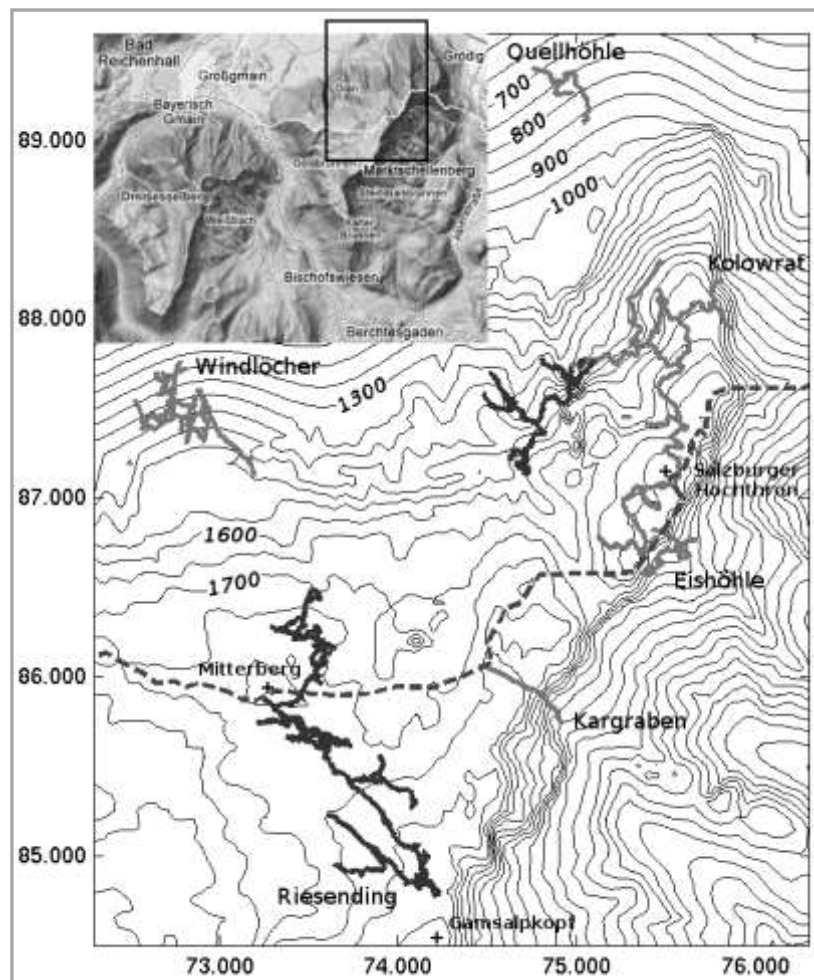 Bad
Reichenhall
Großgmain
Grödig
Bayerisch
Gmain
Marktschellenberg
Bischofswiesen
Berchtesgaden
Quellhöhle
700
800
900
1000
89.000
Kolowrat
88.000
Windlöcher
1300
87.000
Salzburger
Hochthron
1600
1700
Eishöhle
86.000
Mitterberg
Kargraben
85.000
Riesending
Gamsalpkopf
73.000
74.000
75.000
76.000